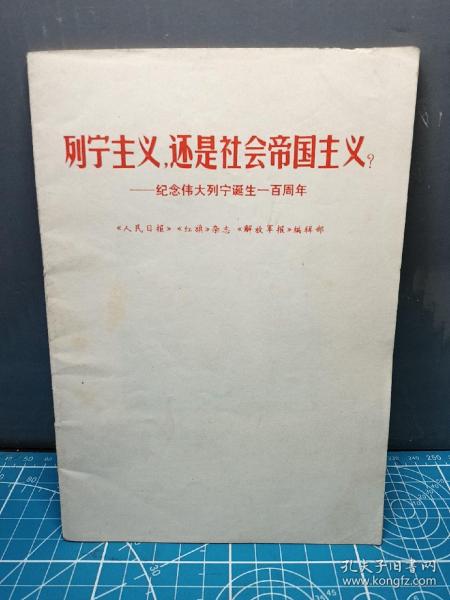 列宁主义,还是社会帝国主义?
——纪念伟大列宁诞生一百周年
《人民日报》《红旗》杂志 《解放军报》编辑部
孔夫子旧书网
www.kongfz.com